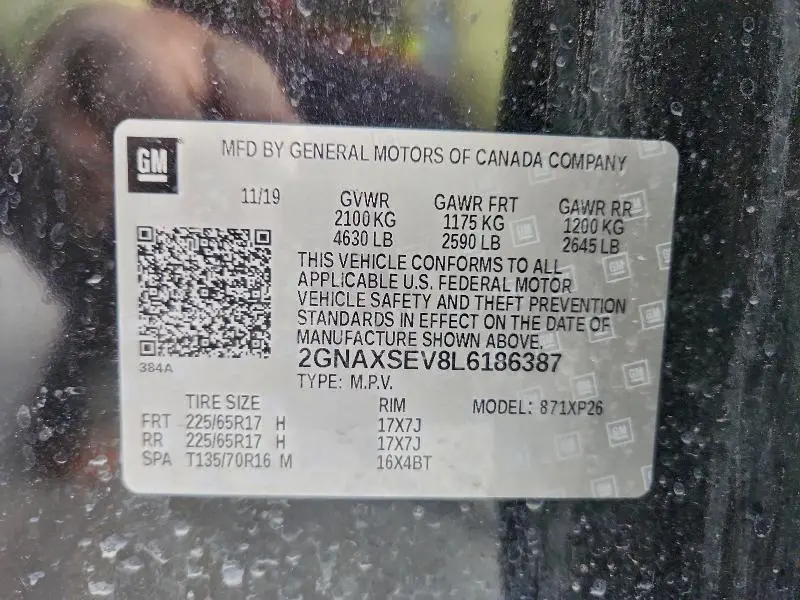 GM
MFD BY GENERAL MOTORS OF CANADA COMPANY
11/19 GVWR GAWR FRT GAWR RR
2100 KG 1175 KG 1200 KG
4630 LB 2590 LB 2645 LB
THIS VEHICLE CONFORMS TO ALL
APPLICABLE U.S. FEDERAL MOTOR
VEHICLE SAFETY AND THEFT PREVENTION
STANDARDS IN EFFECT ON THE DATE OF
MANUFACTURE SHOWN ABOVE.
384A
2GNAXSEV8L6186387
TYPE: M.P.V.
TIRE SIZE RIM MODEL: 871XP26
FRT 225/65R17 H 17X7J
RR 225/65R17 H 17X7J
SPA T135/70R16 M 16X4BT